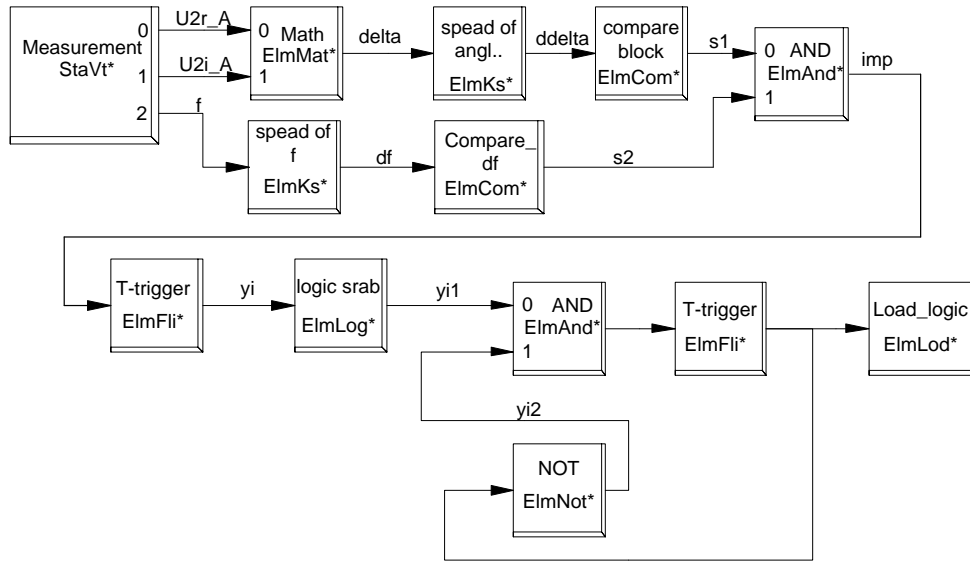 U2r_A
Measurement
StaVt*
0
1
2
U2i_A
f
0 Math
ElmMat*
1
delta
spead of
angl..
ElmKs*
ddelta
compare
block
ElmCom*
s1
0 AND
ElmAnd*
1
imp
spead of
f
ElmKs*
df
Compare_
df
ElmCom*
s2
T-trigger
ElmFli*
yi
logic srab
ElmLog*
yi1
0 AND
ElmAnd*
1
T-trigger
ElmFli*
Load_logic
ElmLod*
yi2
NOT
ElmNot*